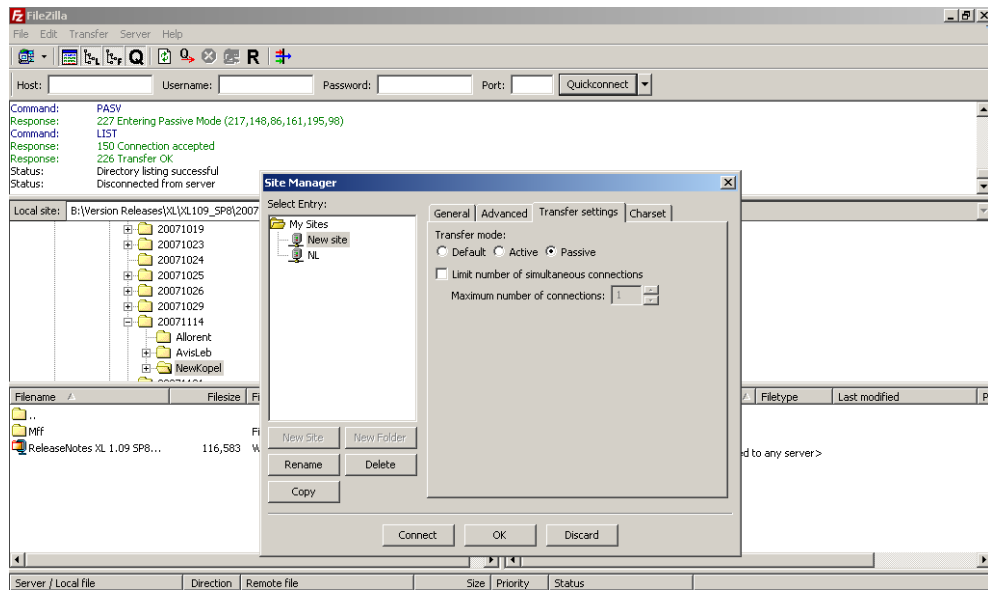 FileZilla
File Edit Transfer Server Help
Host: Username: Password: Port: Quickconnect
Command: PASV
Response: 227 Entering Passive Mode (217,148,86,161,195,98)
Command: LIST
Response: 150 Connection accepted
Response: 226 Transfer OK
Status: Directory listing successful
Status: Disconnected from server
Local site: B:\Version Releases\XL\XL109_SP8\2007
20071019
20071023
20071024
20071025
20071026
20071029
20071114
Allorent
AvisLeb
NewKopel
Filename Filesize Fi
..
Mff Fi
ReleaseNotes XL 1.09 SP8... 116,583
Site Manager
Select Entry:
My Sites
New site
NL
New Site New Folder
Rename Delete
Copy
General Advanced Transfer settings Charset
Transfer mode:
Default Active Passive
Limit number of simultaneous connections
Maximum number of connections: 1
Connect OK Discard
Filetype Last modified P
ed to any server>
Server / Local file Direction Remote file Size Priority Status